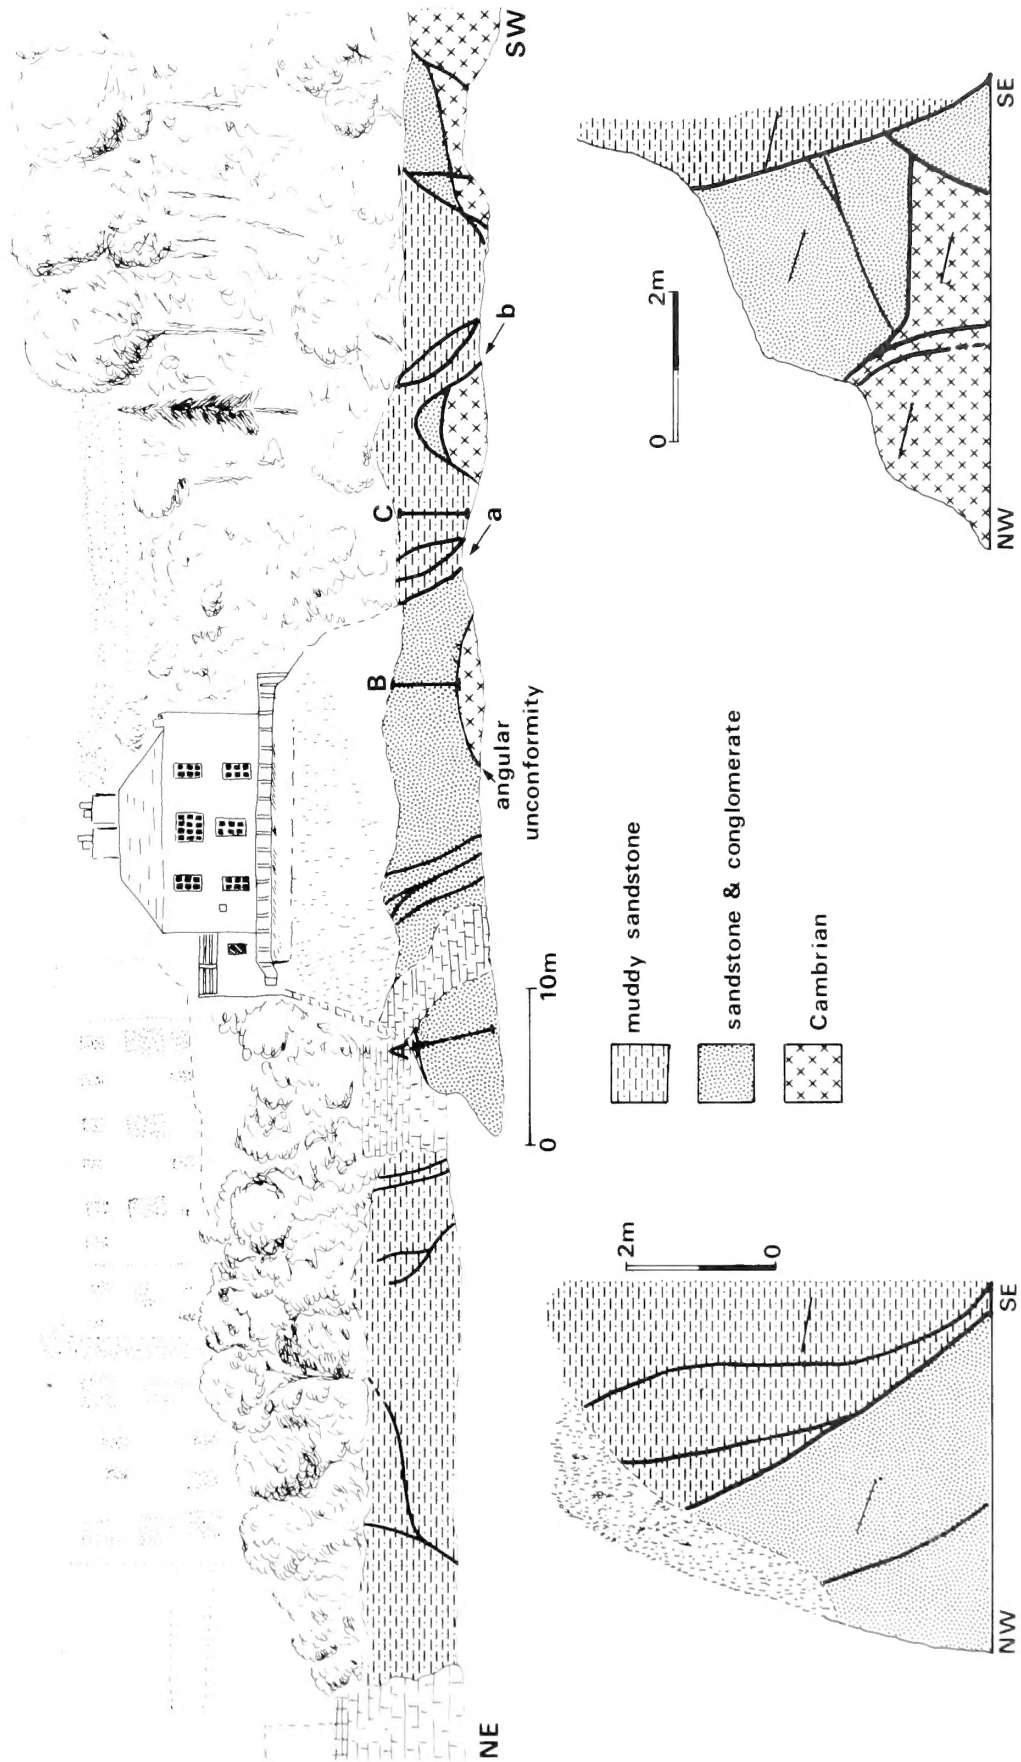 NE
SW
A
B
C
a
b
angular
unconformity
0
10m
muddy sandstone
sandstone & conglomerate
Cambrian
2m
0
NW
SE
0
2m
NW
SE